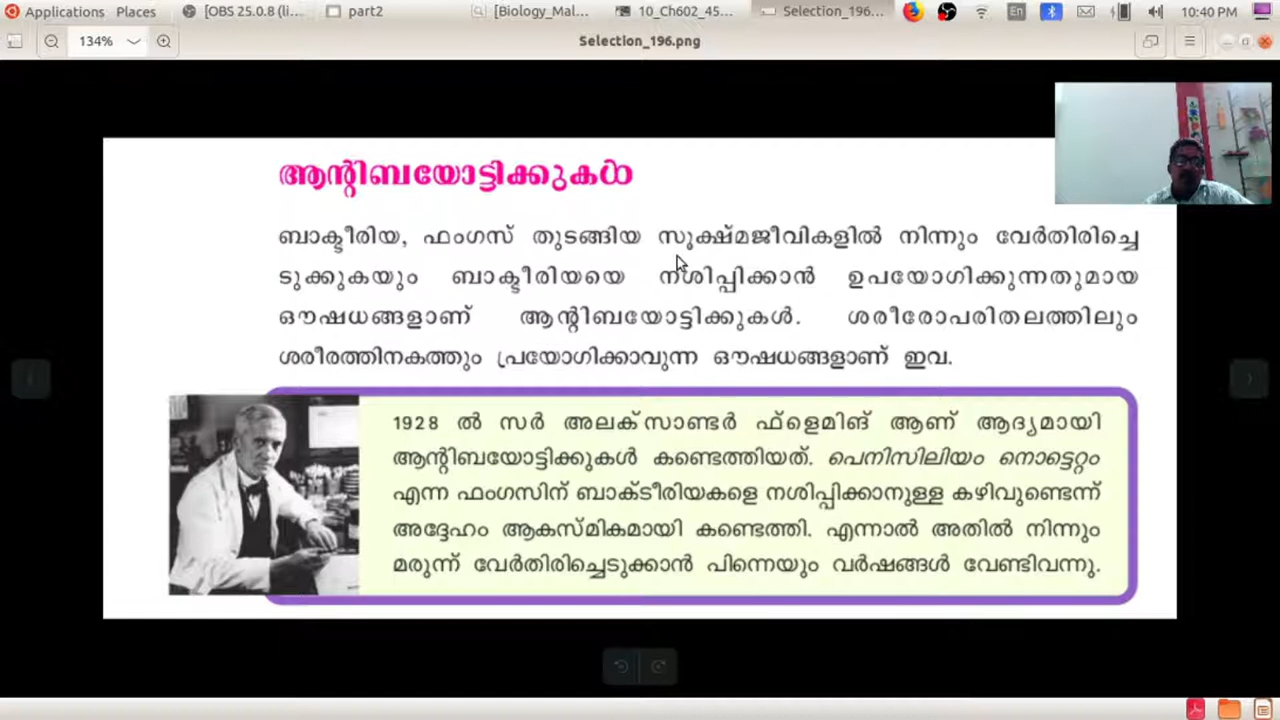 Applications Places [OBS 25.0.8 (li... part2 [Biology_Mal... 10_Ch602_45... Selection_196... En 10:40 PM
134% Selection_196.png
ആന്റിബയോട്ടിക്കുകൾ
ബാക്ടീരിയ, ഫംഗസ് തുടങ്ങിയ സൂക്ഷ്മജീവികളിൽ നിന്നും വേർതിരിച്ചെ
ടുക്കുകയും ബാക്ടീരിയയെ നശിപ്പിക്കാൻ ഉപയോഗിക്കുന്നതുമായ
ഔഷധങ്ങളാണ് ആന്റിബയോട്ടിക്കുകൾ. ശരീരോപരിതലത്തിലും
ശരീരത്തിനകത്തും പ്രയോഗിക്കാവുന്ന ഔഷധങ്ങളാണ് ഇവ.
1928 ൽ സർ അലക്സാണ്ടർ ഫ്ളെമിങ് ആണ് ആദ്യമായി
ആന്റിബയോട്ടിക്കുകൾ കണ്ടെത്തിയത്. പെനിസിലിയം നൊട്ടെറ്റം
എന്ന ഫംഗസിന് ബാക്ടീരിയകളെ നശിപ്പിക്കാനുള്ള കഴിവുണ്ടെന്ന്
അദ്ദേഹം ആകസ്മികമായി കണ്ടെത്തി. എന്നാൽ അതിൽ നിന്നും
മരുന്ന് വേർതിരിച്ചെടുക്കാൻ പിന്നെയും വർഷങ്ങൾ വേണ്ടിവന്നു.